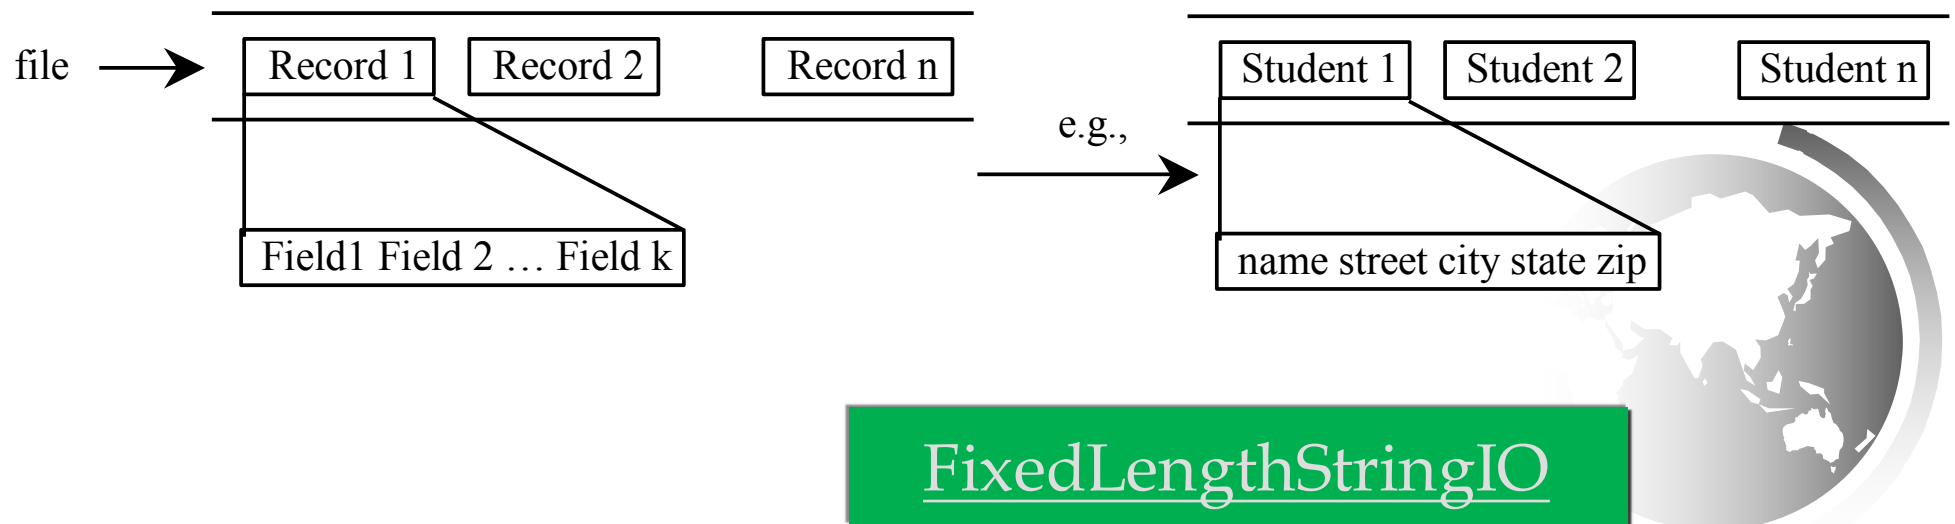 file
Record 1
Record 2
Record n
Field1 Field 2 … Field k
e.g.,
Student 1
Student 2
Student n
name street city state zip
FixedLengthStringIO